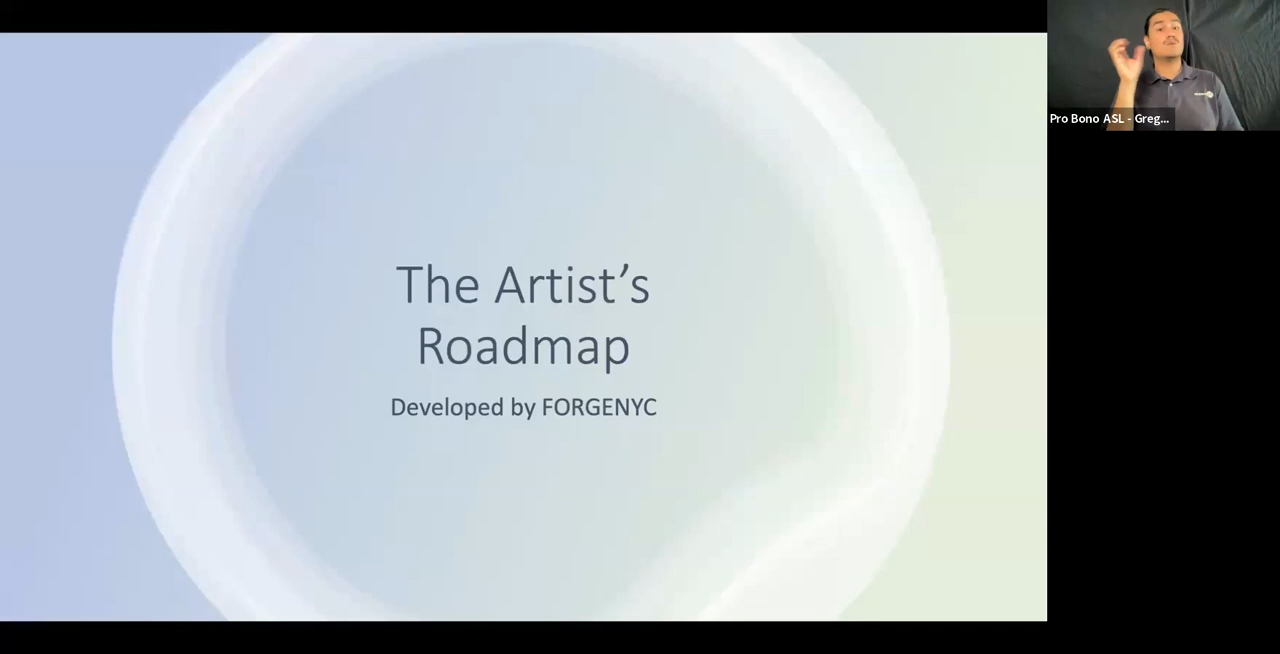 The Artist’s
Roadmap
Developed by FORGENYC
Pro Bono ASL - Greg...